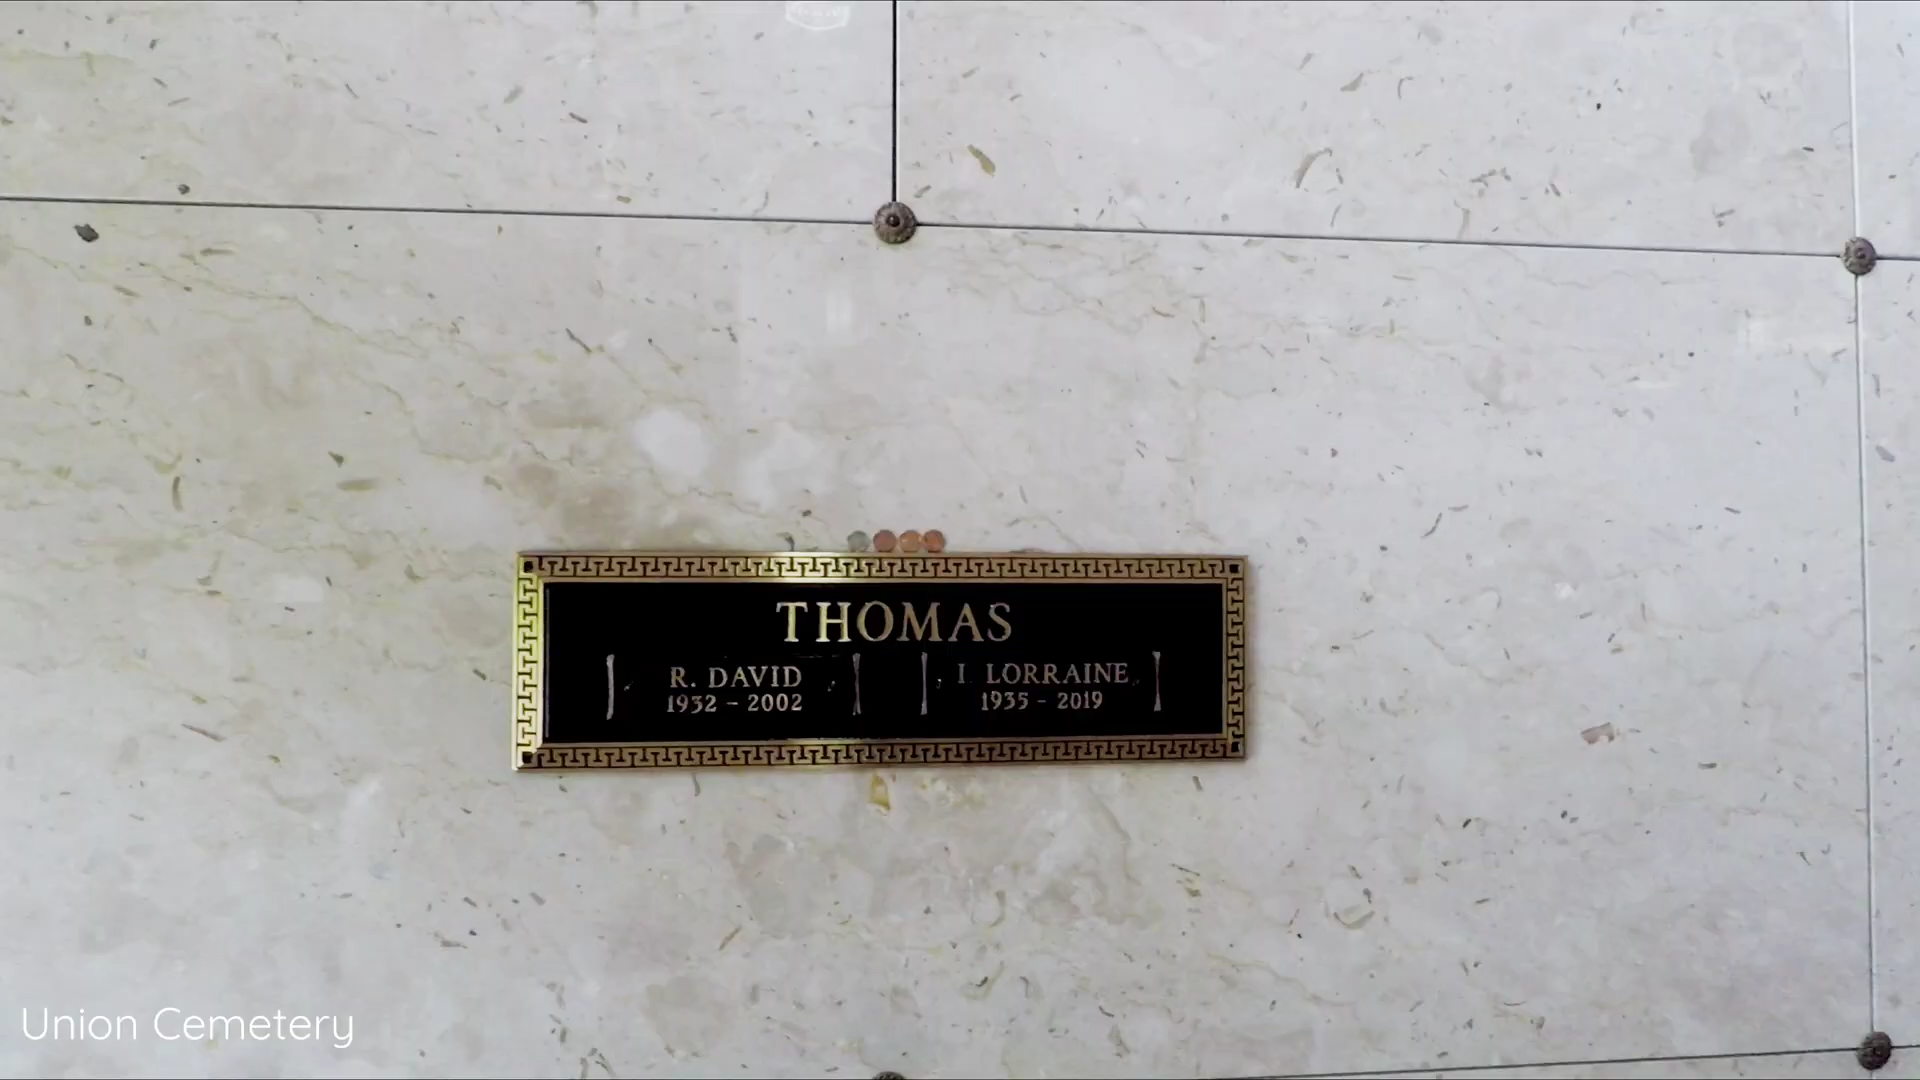 THOMAS
R. DAVID
1932 - 2002
I. LORRAINE
1935 - 2019
Union Cemetery